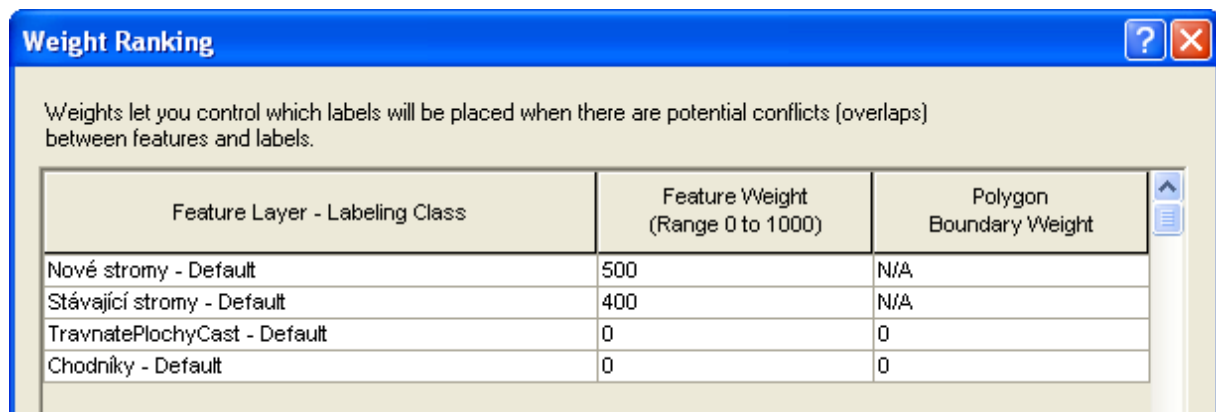 Weight Ranking
Weights let you control which labels will be placed when there are potential conflicts (overlaps)
between features and labels.
Feature Layer - Labeling Class
Feature Weight
(Range 0 to 1000)
Polygon
Boundary Weight
Nové stromy - Default 500 N/A
Stávající stromy - Default 400 N/A
TravnatePlochyCast - Default 0 0
Chodníky - Default 0 0